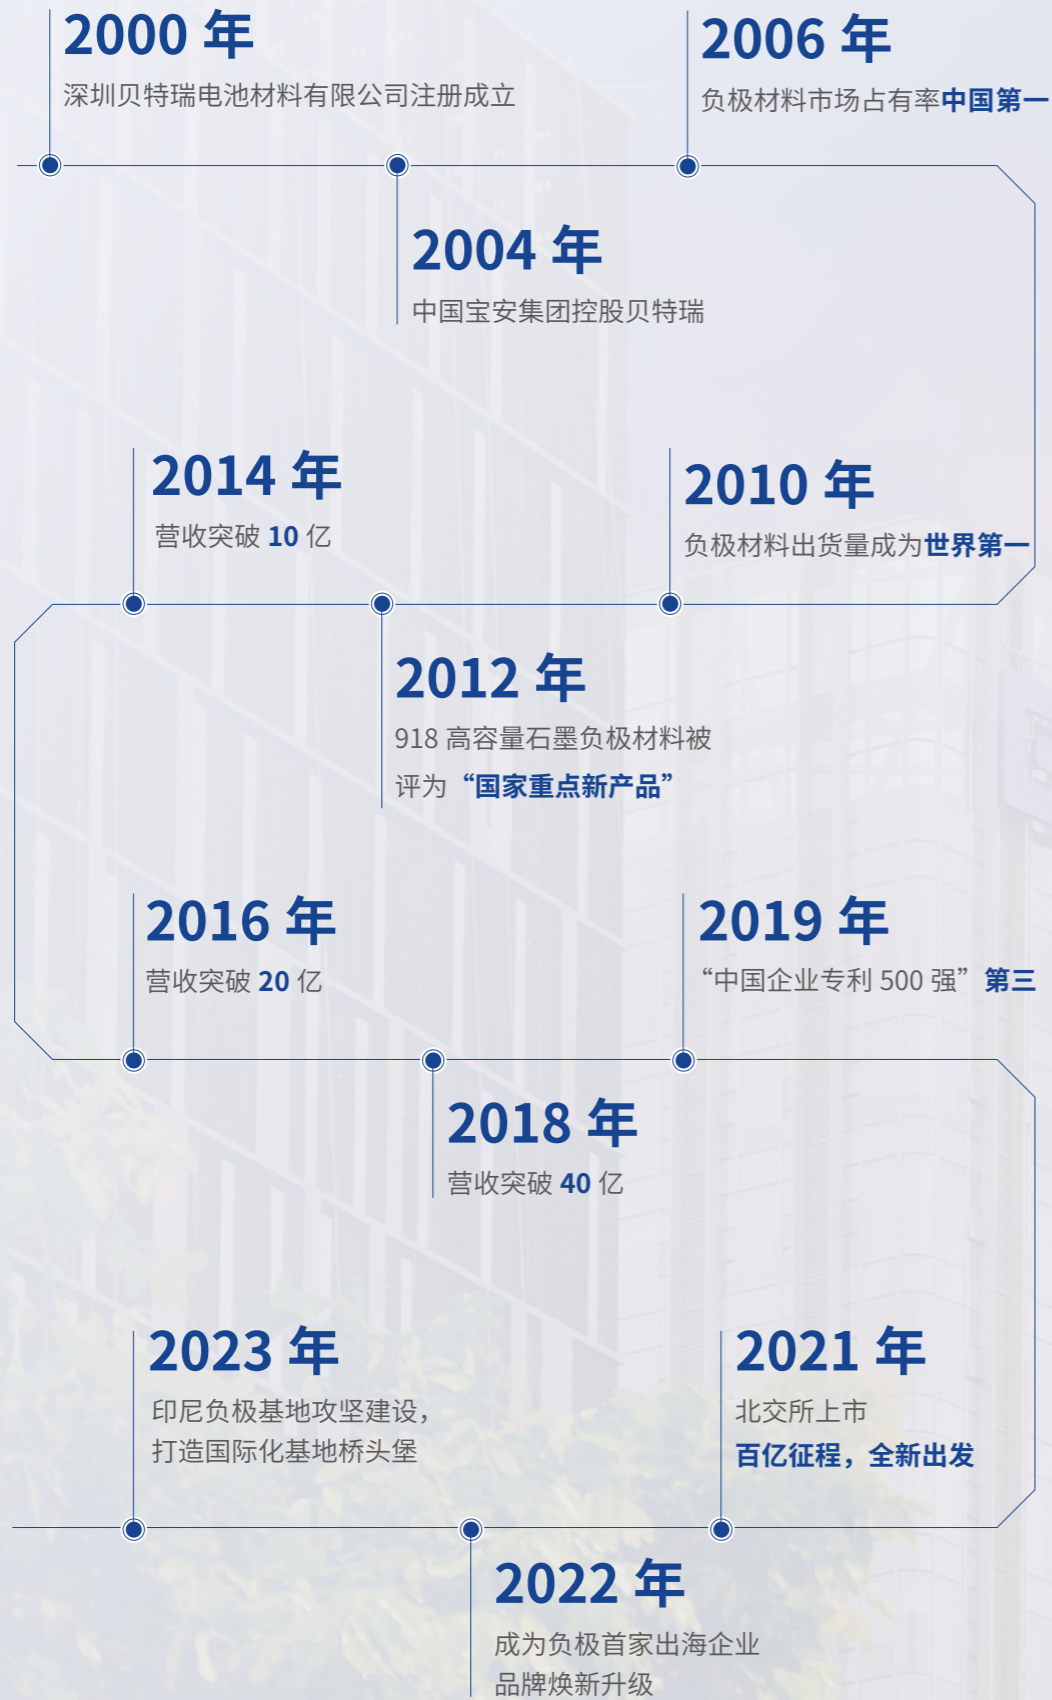 2000 年
深圳贝特瑞电池材料有限公司注册成立
2004 年
中国宝安集团控股贝特瑞
2006 年
负极材料市场占有率中国第一
2010 年
负极材料出货量成为世界第一
2012 年
918 高容量石墨负极材料被
评为“国家重点新产品”
2014 年
营收突破 10 亿
2016 年
营收突破 20 亿
2018 年
营收突破 40 亿
2019 年
“中国企业专利 500 强”第三
2021 年
北交所上市
百亿征程，全新出发
2022 年
成为负极首家出海企业
品牌焕新升级
2023 年
印尼负极基地攻坚建设，
打造国际化基地桥头堡